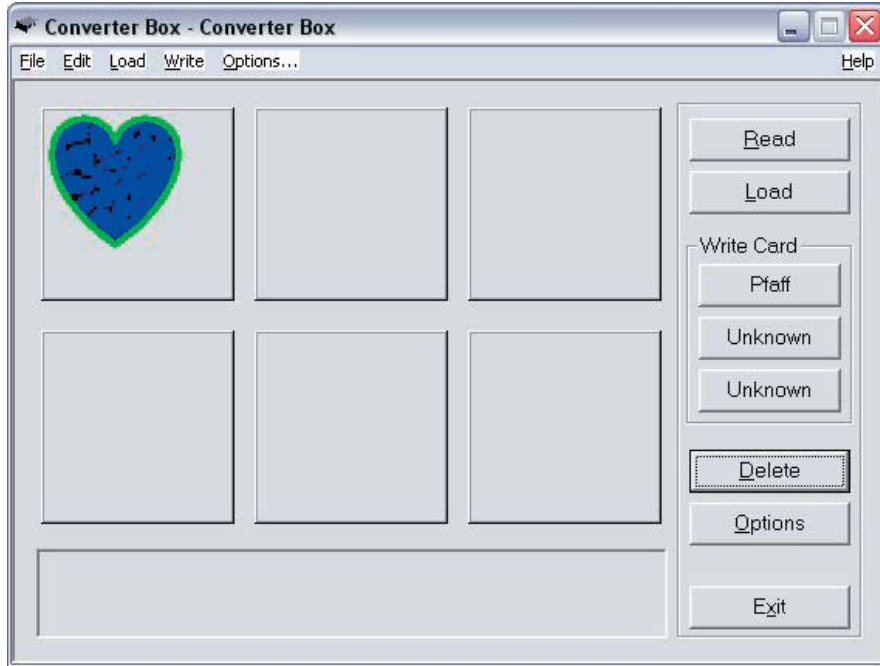 Converter Box - Converter Box
File Edit Load Write Options... Help
Read
Load
Write Card
Pfaff
Unknown
Unknown
Delete
Options
Exit